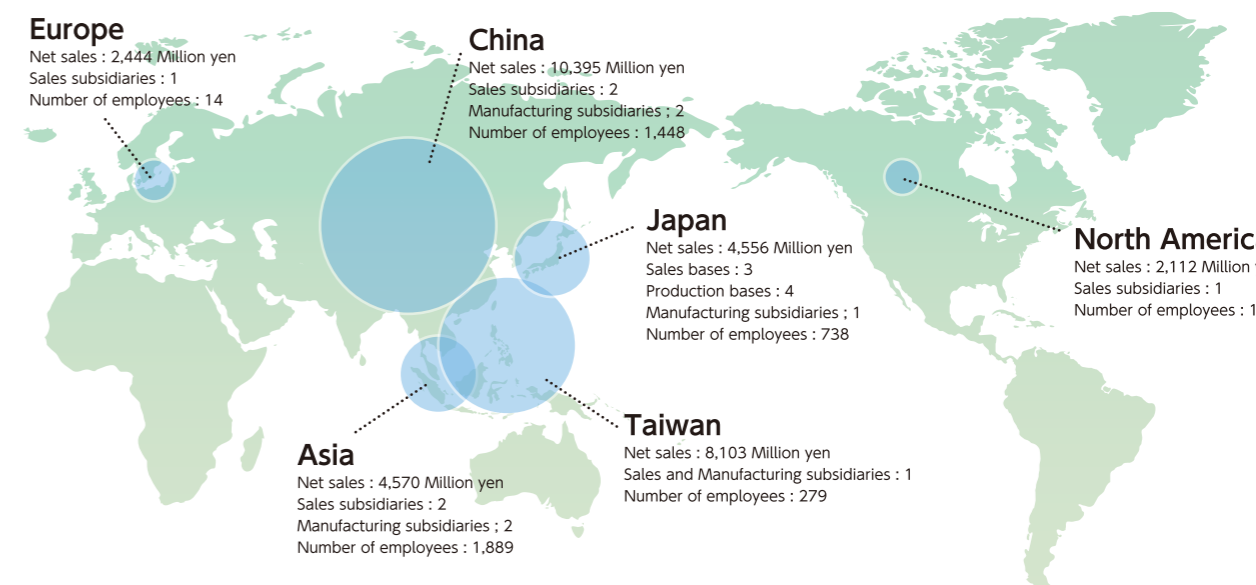 Europe
Net sales : 2,444 Million yen
Sales subsidiaries : 1
Number of employees : 14
China
Net sales : 10,395 Million yen
Sales subsidiaries : 2
Manufacturing subsidiaries ; 2
Number of employees : 1,448
Japan
Net sales : 4,556 Million yen
Sales bases : 3
Production bases : 4
Manufacturing subsidiaries ; 1
Number of employees : 738
North Americ
Net sales : 2,112 Million
Sales subsidiaries : 1
Number of employees : 1
Taiwan
Net sales : 8,103 Million yen
Sales and Manufacturing subsidiaries : 1
Number of employees : 279
Asia
Net sales : 4,570 Million yen
Sales subsidiaries : 2
Manufacturing subsidiaries ; 2
Number of employees : 1,889